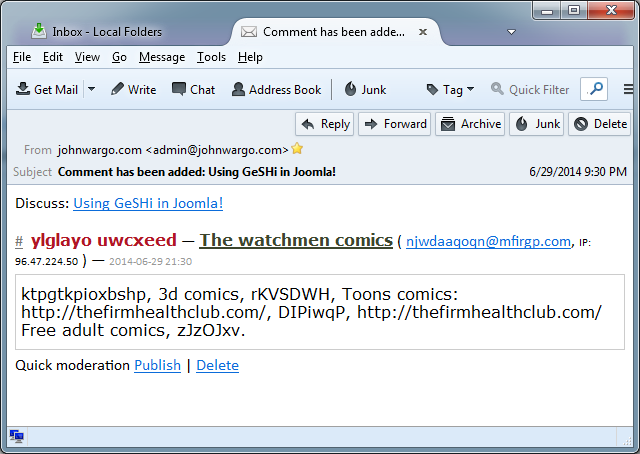 Inbox - Local Folders
Comment has been adde...
File Edit View Go Message Tools Help
Get Mail Write Chat Address Book Junk Tag Quick Filter
Reply Forward Archive Junk Delete
From johnwargo.com <admin@johnwargo.com>
Subject Comment has been added: Using GeSHi in Joomla! 6/29/2014 9:30 PM
Discuss: Using GeSHi in Joomla!
# ylglayo uwcxeed — The watchmen comics ( njwdaaqoqn@mfirgp.com, IP:
96.47.224.50 ) — 2014-06-29 21:30
ktpgtkpioxbshp, 3d comics, rKVSDWH, Toons comics:
http://thefirmhealthclub.com/, DIPiwqP, http://thefirmhealthclub.com/
Free adult comics, zJzOJxv.
Quick moderation Publish | Delete